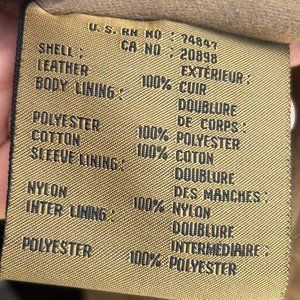 U.S. RN NO : 74847
CA NO : 20898
SHELL : EXTÉRIEUR :
LEATHER 100% CUIR
BODY LINING : DOUBLURE
DE CORPS :
POLYESTER 100% POLYESTER
COTTON 100% COTON
SLEEVE LINING : DOUBLURE
DES MANCHES :
NYLON 100% NYLON
INTER LINING : DOUBLURE
INTERMÉDIAIRE :
POLYESTER 100% POLYESTER